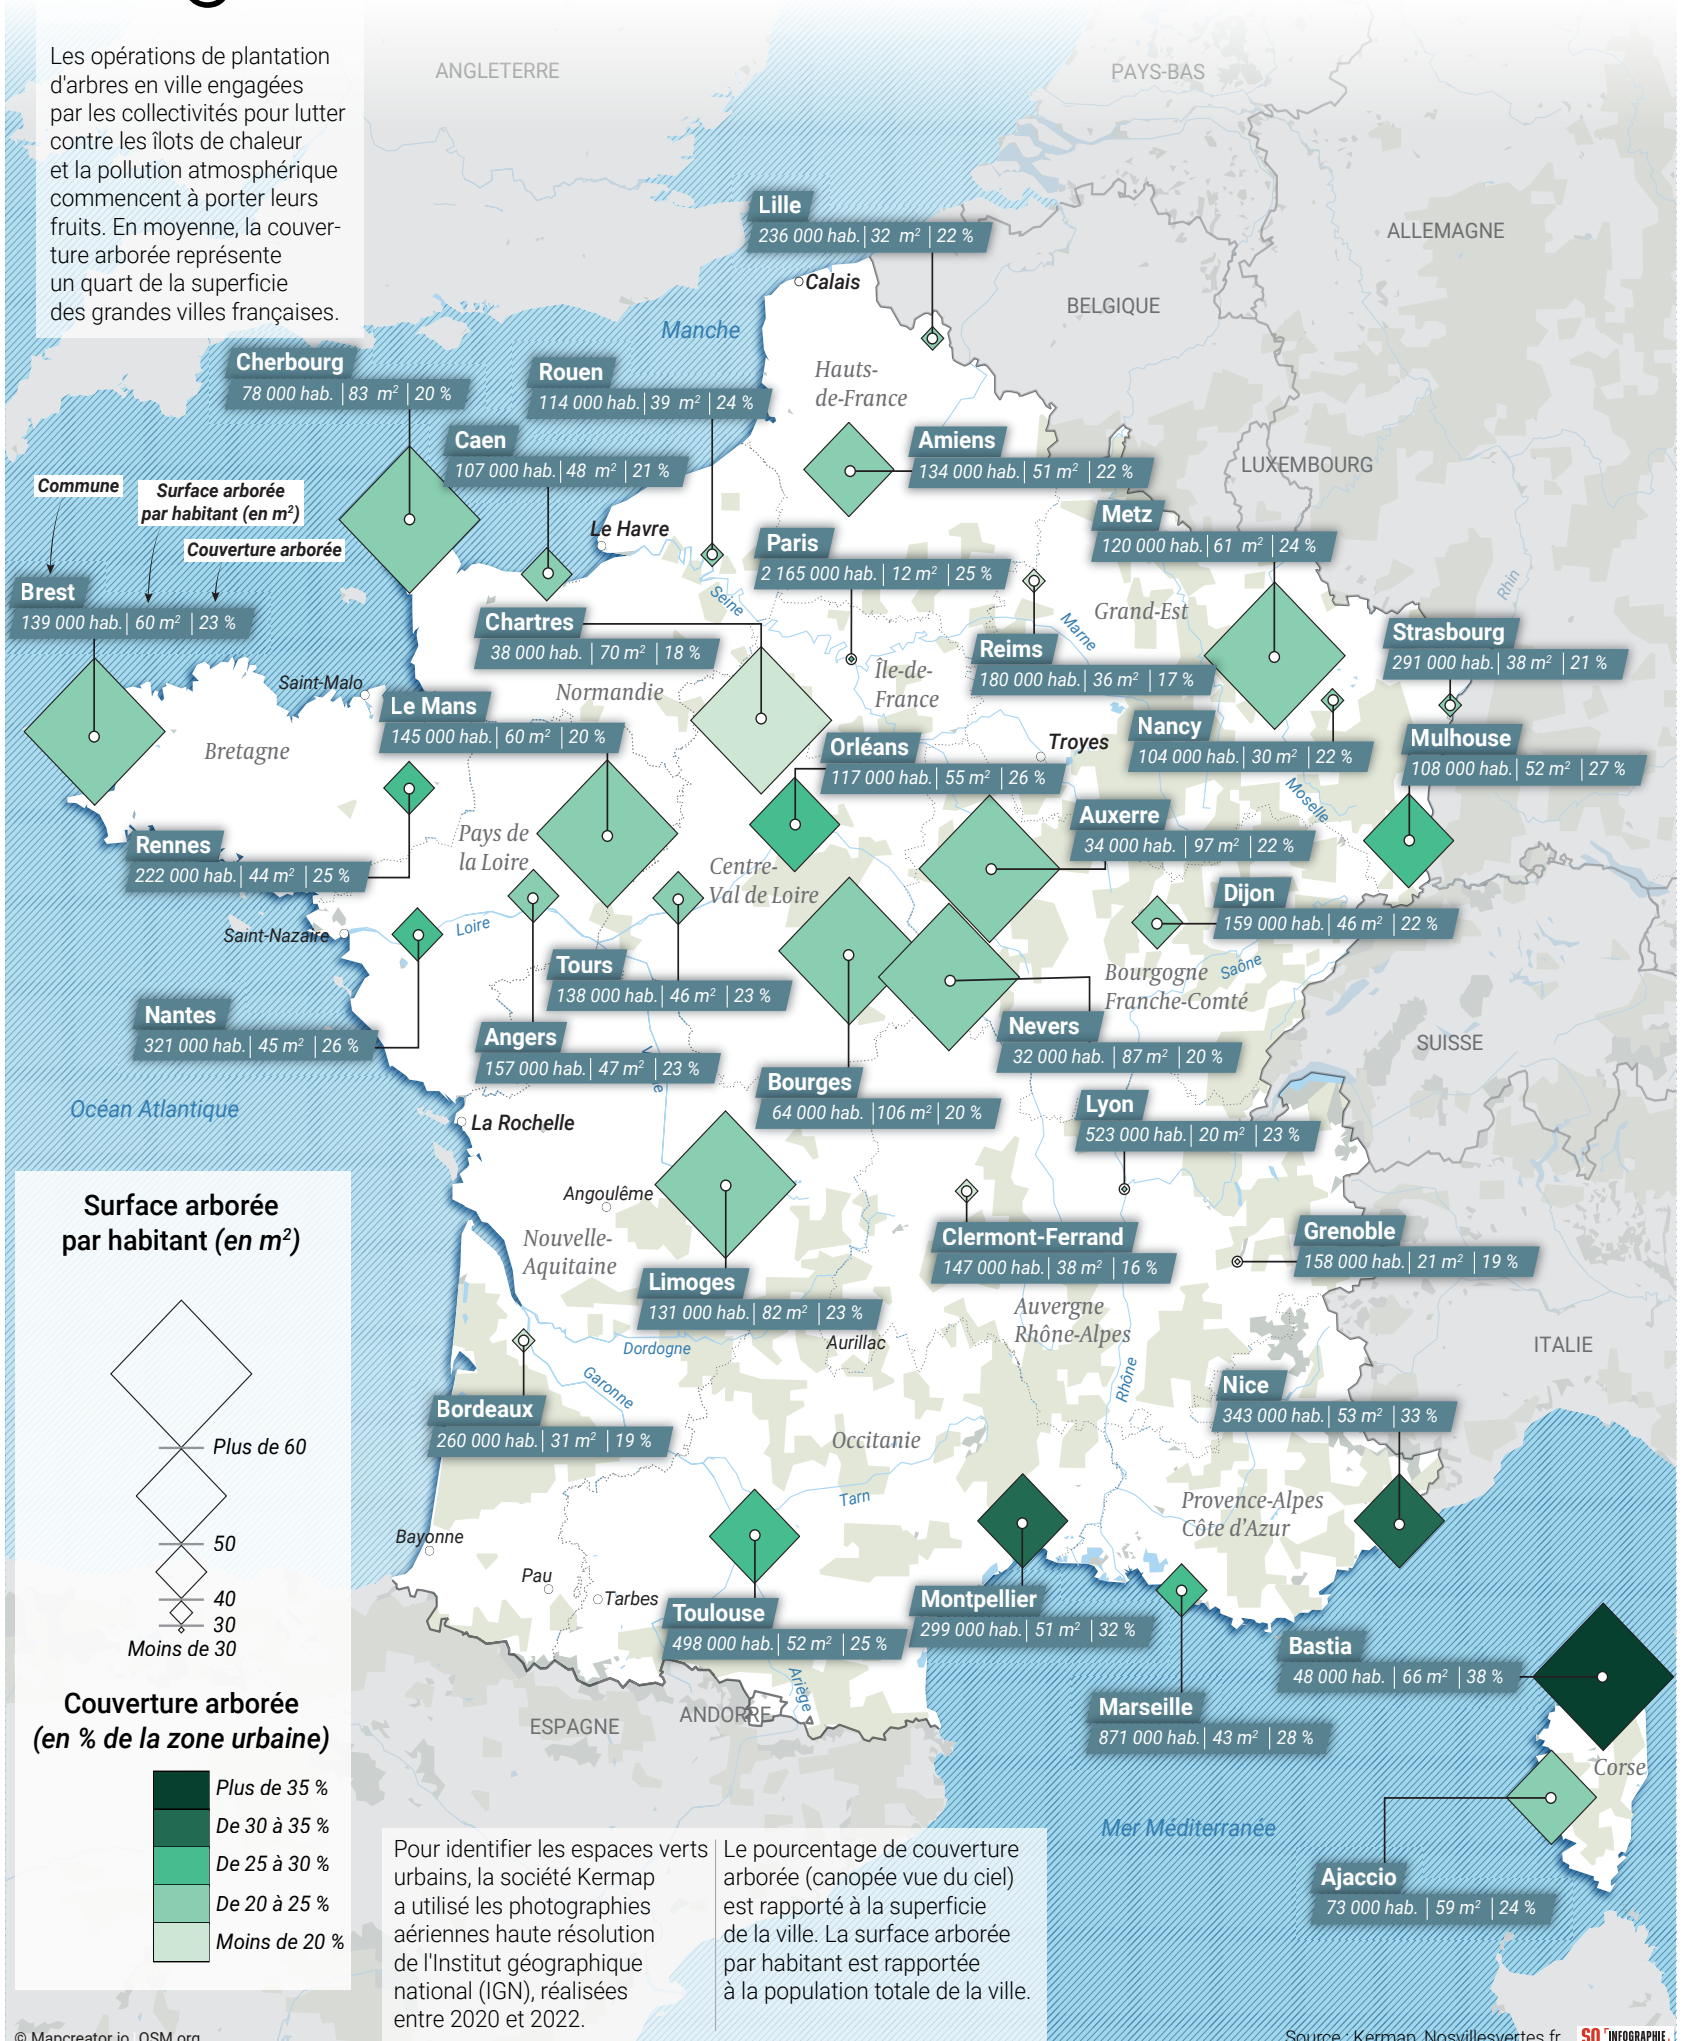 Les opérations de plantation
d'arbres en ville engagées
par les collectivités pour lutter
contre les îlots de chaleur
et la pollution atmosphérique
commencent à porter leurs
fruits. En moyenne, la couver-
ture arborée représente
un quart de la superficie
des grandes villes françaises.
ANGLETERRE
PAYS-BAS
ALLEMAGNE
BELGIQUE
LUXEMBOURG
Lille
236 000 hab. | 32 m² | 22 %
Calais
Manche
Hauts-
de-France
Cherbourg
78 000 hab. | 83 m² | 20 %
Rouen
114 000 hab. | 39 m² | 24 %
Caen
107 000 hab. | 48 m² | 21 %
Amiens
134 000 hab. | 51 m² | 22 %
Commune
Surface arborée
par habitant (en m²)
Couverture arborée
Brest
139 000 hab. | 60 m² | 23 %
Le Havre
Paris
2 165 000 hab. | 12 m² | 25 %
Metz
120 000 hab. | 61 m² | 24 %
Seine
Marne
Grand-Est
Rhin
Chartres
38 000 hab. | 70 m² | 18 %
Reims
180 000 hab. | 36 m² | 17 %
Strasbourg
291 000 hab. | 38 m² | 21 %
Île-de-
France
Saint-Malo
Normandie
Bretagne
Le Mans
145 000 hab. | 60 m² | 20 %
Orléans
117 000 hab. | 55 m² | 26 %
Troyes
Nancy
104 000 hab. | 30 m² | 22 %
Mulhouse
108 000 hab. | 52 m² | 27 %
Moselle
Rennes
222 000 hab. | 44 m² | 25 %
Pays de
la Loire
Centre-
Val de Loire
Auxerre
34 000 hab. | 97 m² | 22 %
Dijon
159 000 hab. | 46 m² | 22 %
Saint-Nazaire
Loire
Tours
138 000 hab. | 46 m² | 23 %
Bourgogne
Franche-Comté
Saône
Nantes
321 000 hab. | 45 m² | 26 %
Angers
157 000 hab. | 47 m² | 23 %
Nevers
32 000 hab. | 87 m² | 20 %
SUISSE
Bourges
64 000 hab. | 106 m² | 20 %
Lyon
523 000 hab. | 20 m² | 23 %
Océan Atlantique
La Rochelle
Angoulême
Nouvelle-
Aquitaine
Limoges
131 000 hab. | 82 m² | 23 %
Clermont-Ferrand
147 000 hab. | 38 m² | 16 %
Grenoble
158 000 hab. | 21 m² | 19 %
Auvergne
Rhône-Alpes
Dordogne
Aurillac
Garonne
Rhône
ITALIE
Bordeaux
260 000 hab. | 31 m² | 19 %
Nice
343 000 hab. | 53 m² | 33 %
Occitanie
Tarn
Provence-Alpes
Côte d'Azur
Bayonne
Pau
Tarbes
Toulouse
498 000 hab. | 52 m² | 25 %
Montpellier
299 000 hab. | 51 m² | 32 %
Ariège
Marseille
871 000 hab. | 43 m² | 28 %
Bastia
48 000 hab. | 66 m² | 38 %
ESPAGNE
ANDORRE
Corse
Mer Méditerranée
Ajaccio
73 000 hab. | 59 m² | 24 %
Surface arborée
par habitant (en m²)
Plus de 60
50
40
30
Moins de 30
Couverture arborée
(en % de la zone urbaine)
Plus de 35 %
De 30 à 35 %
De 25 à 30 %
De 20 à 25 %
Moins de 20 %
Pour identifier les espaces verts
urbains, la société Kermap
a utilisé les photographies
aériennes haute résolution
de l'Institut géographique
national (IGN), réalisées
entre 2020 et 2022.
Le pourcentage de couverture
arborée (canopée vue du ciel)
est rapporté à la superficie
de la ville. La surface arborée
par habitant est rapportée
à la population totale de la ville.
© Mapcreator.io | OSM.org
Source : Kermap, Nosvillesvertes.fr
SO INFOGRAPHIE